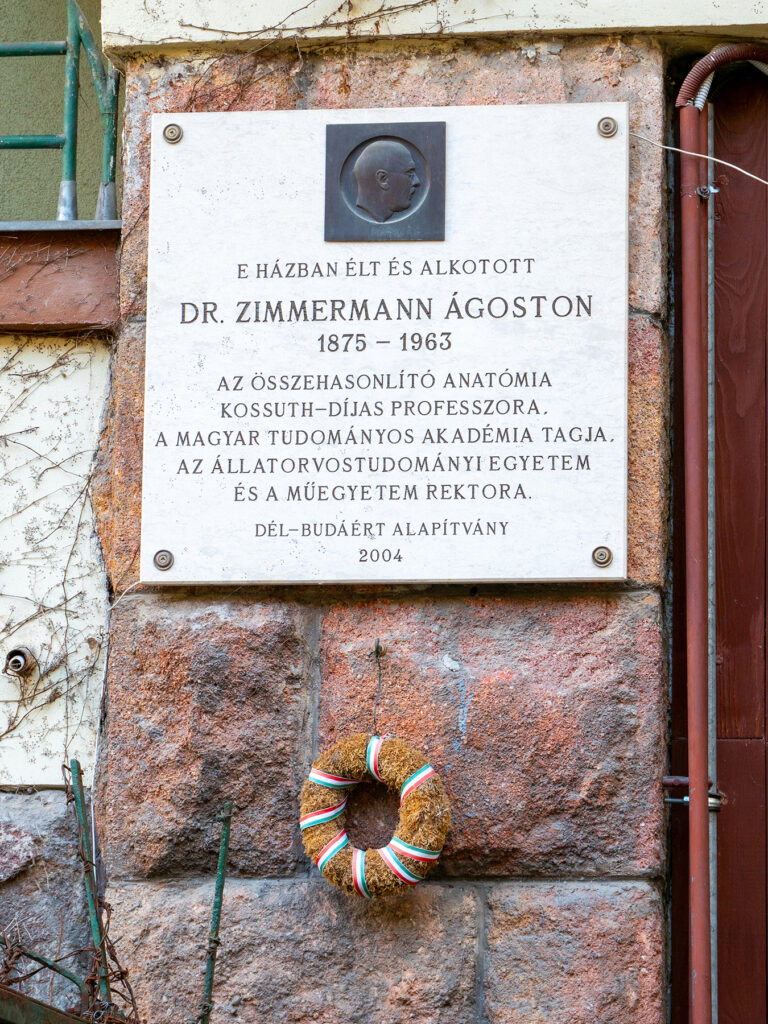 E HÁZBAN ÉLT ÉS ALKOTOTT
DR. ZIMMERMANN ÁGOSTON
1875 – 1963
AZ ÖSSZEHASONLÍTÓ ANATÓMIA
KOSSUTH–DÍJAS PROFESSZORA,
A MAGYAR TUDOMÁNYOS AKADÉMIA TAGJA,
AZ ÁLLATORVOSTUDOMÁNYI EGYETEM
ÉS A MŰEGYETEM REKTORA.
DÉL–BUDÁÉRT ALAPÍTVÁNY
2004